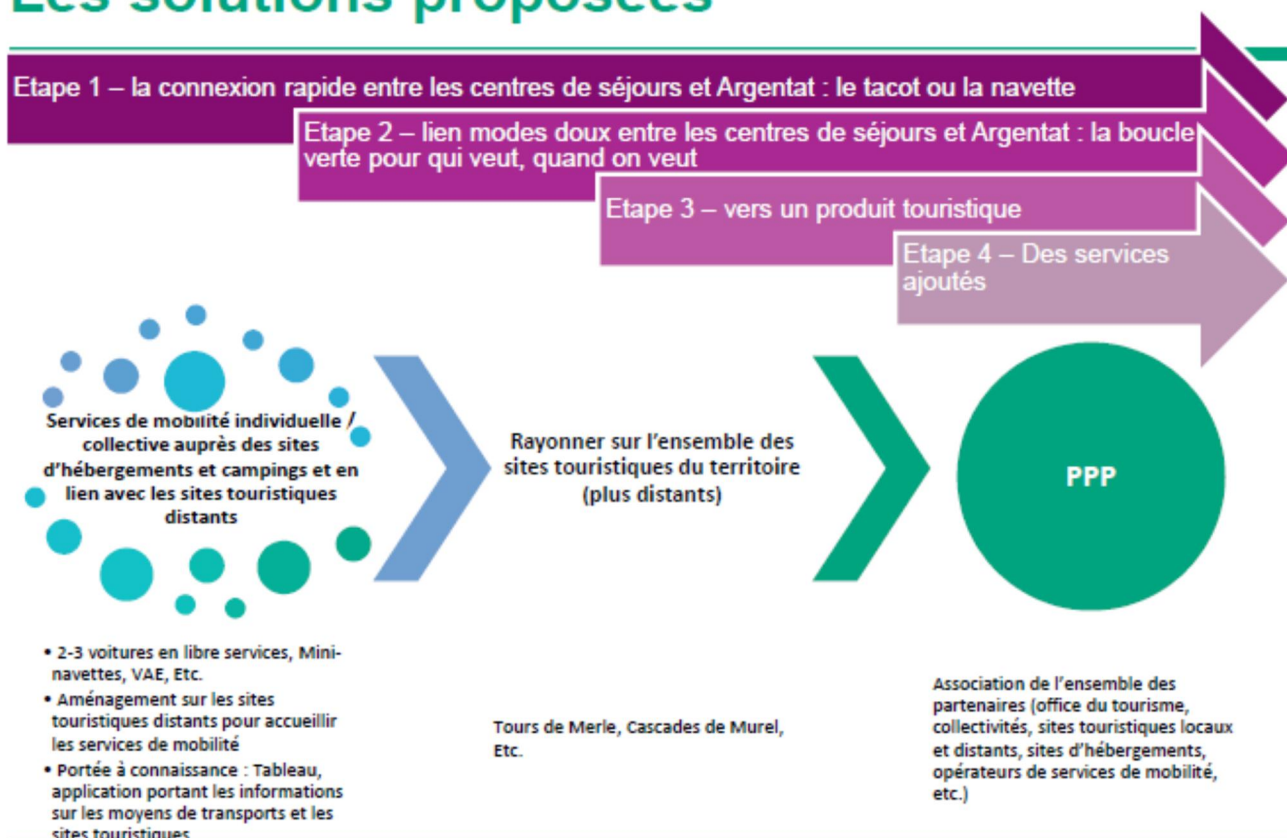 Les solutions proposées
Etape 1 – la connexion rapide entre les centres de séjours et Argentat : le tacot ou la navette
Etape 2 – lien modes doux entre les centres de séjours et Argentat : la boucle
verte pour qui veut, quand on veut
Etape 3 – vers un produit touristique
Etape 4 – Des services
ajoutés
Services de mobilité individuelle /
collective auprès des sites
d'hébergements et campings et en
lien avec les sites touristiques
distants
Rayonner sur l'ensemble des
sites touristiques du territoire
(plus distants)
PPP
• 2-3 voitures en libre services, Mini-
navettes, VAE, Etc.
• Aménagement sur les sites
touristiques distants pour accueillir
les services de mobilité
• Portée à connaissance : Tableau,
application portant les informations
sur les moyens de transports et les
sites touristiques
Tours de Merle, Cascades de Murel,
Etc.
Association de l'ensemble des
partenaires (office du tourisme,
collectivités, sites touristiques locaux
et distants, sites d'hébergements,
opérateurs de services de mobilité,
etc.)